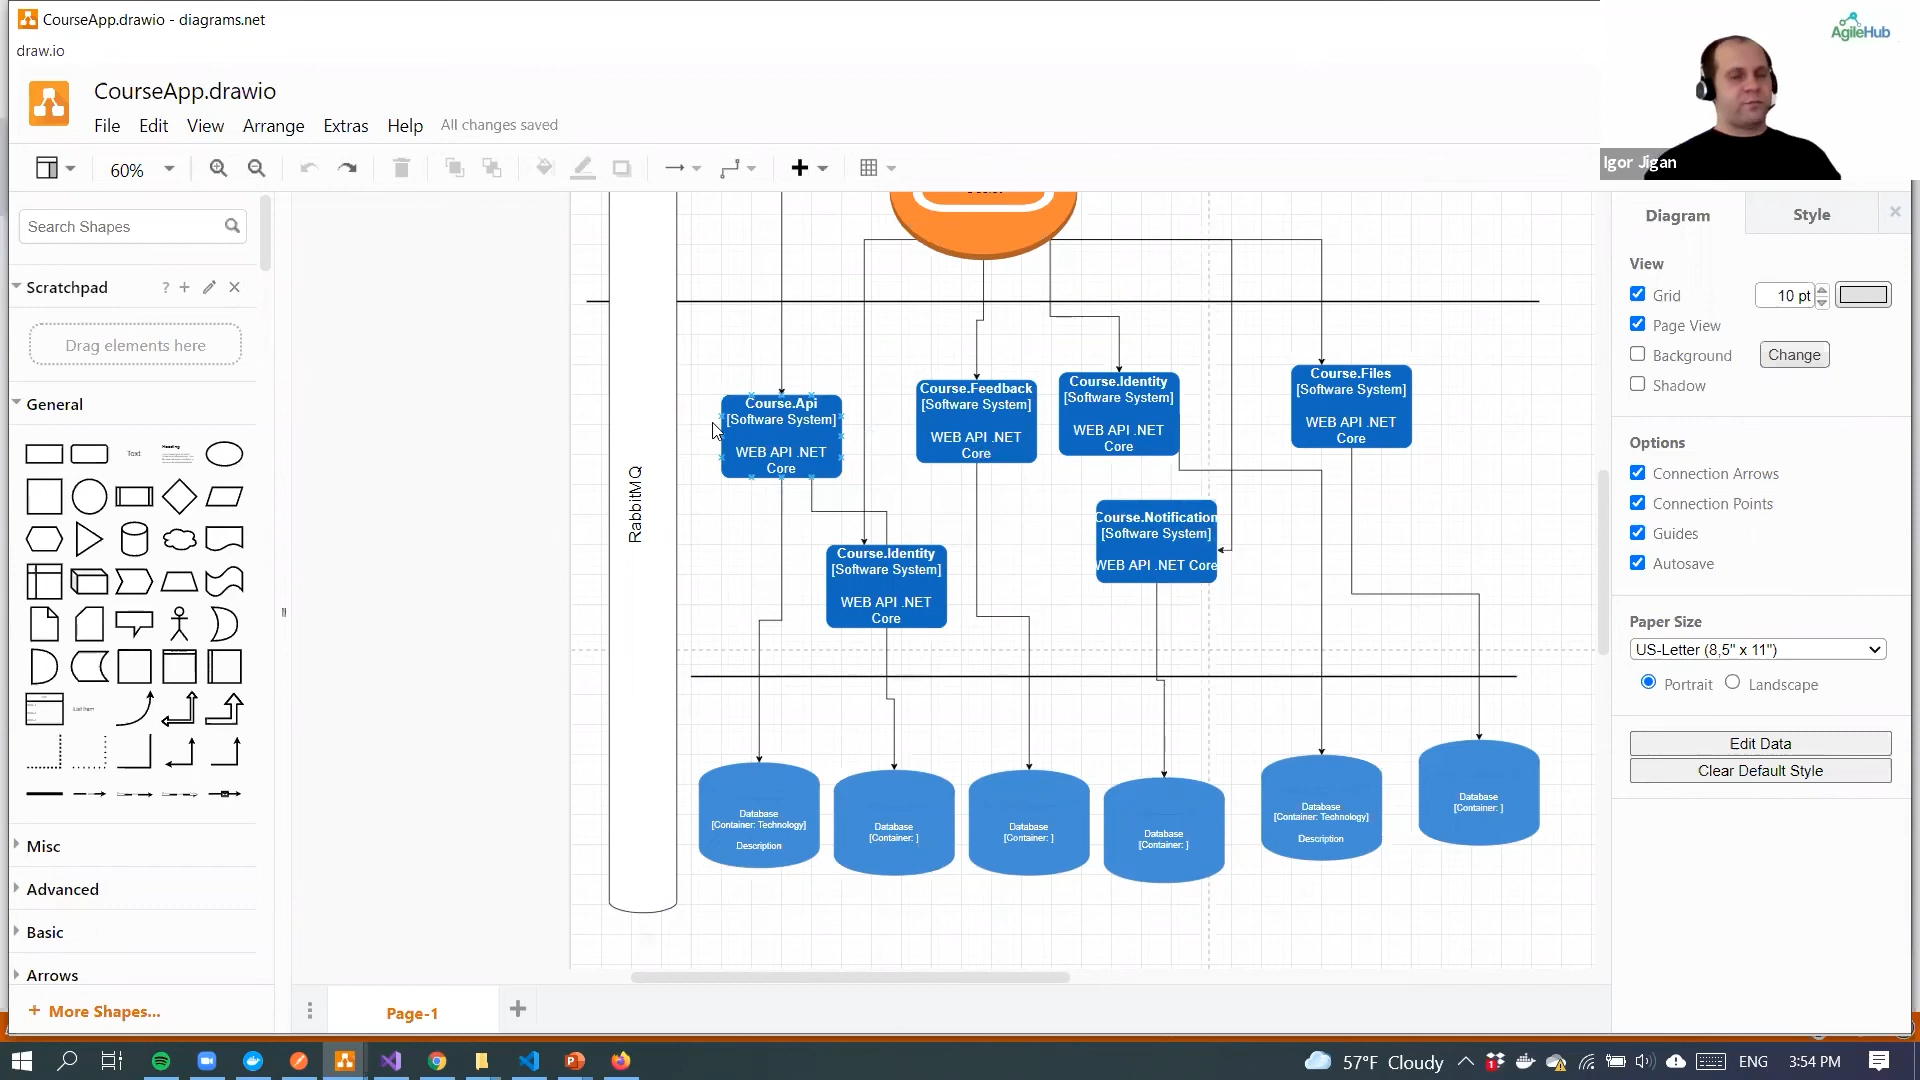 CourseApp.drawio - diagrams.net
draw.io
AgileHub
CourseApp.drawio
File Edit View Arrange Extras Help All changes saved
Igor Jigan
60%
Search Shapes
Diagram Style
View
Grid 10 pt
Page View
Background Change
Shadow
Options
Connection Arrows
Connection Points
Guides
Autosave
Paper Size
US-Letter (8,5" x 11")
Portrait Landscape
Edit Data
Clear Default Style
Scratchpad ?
Drag elements here
General
Heading
Text
List Item
Misc
Advanced
Basic
Arrows
+ More Shapes...
RabbitMQ
Course.Api
[Software System]
WEB API .NET
Core
Course.Feedback
[Software System]
WEB API .NET
Core
Course.Identity
[Software System]
WEB API .NET
Core
Course.Files
[Software System]
WEB API .NET
Core
Course.Identity
[Software System]
WEB API .NET
Core
Course.Notification
[Software System]
WEB API .NET Core
Database
[Container: Technology]
Description
Database
[Container: ]
Database
[Container: ]
Database
[Container: ]
Database
[Container: Technology]
Description
Database
[Container: ]
Page-1
57°F Cloudy
ENG
3:54 PM